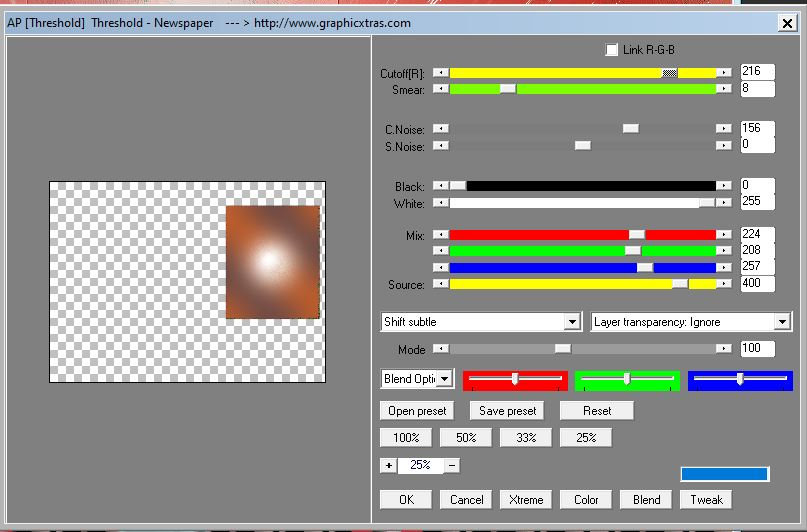 AP [Threshold]  Threshold - Newspaper   ---> http://www.graphicxtras.com
Link R-G-B
Cutoff[R]: 216
Smear: 8
C.Noise: 156
S.Noise: 0
Black: 0
White: 255
Mix: 224
208
257
Source: 400
Shift subtle Layer transparency: Ignore
Mode 100
Blend Opti
Open preset Save preset Reset
100% 50% 33% 25%
+ 25% −
OK Cancel Xtreme Color Blend Tweak